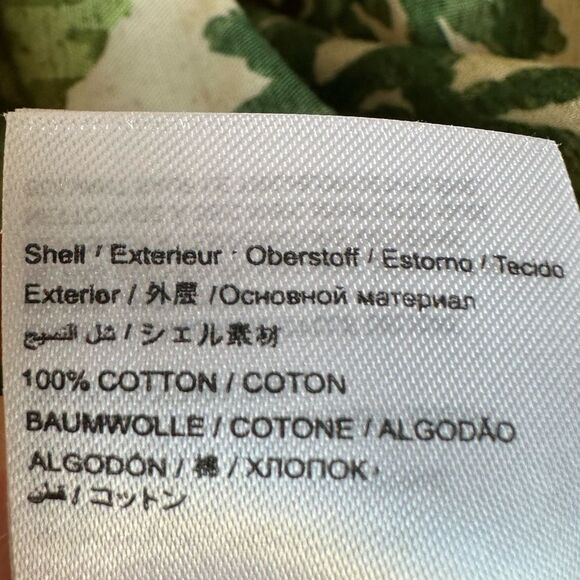 Shell / Exterieur · Oberstoff / Estorno / Tecido
Exterior / 外层 /Основной материал
شل النسيج / シェル素材
100% COTTON / COTON
BAUMWOLLE / COTONE / ALGODÃO
ALGODÓN / 棉 / ХЛОПОК
قطن / コットン